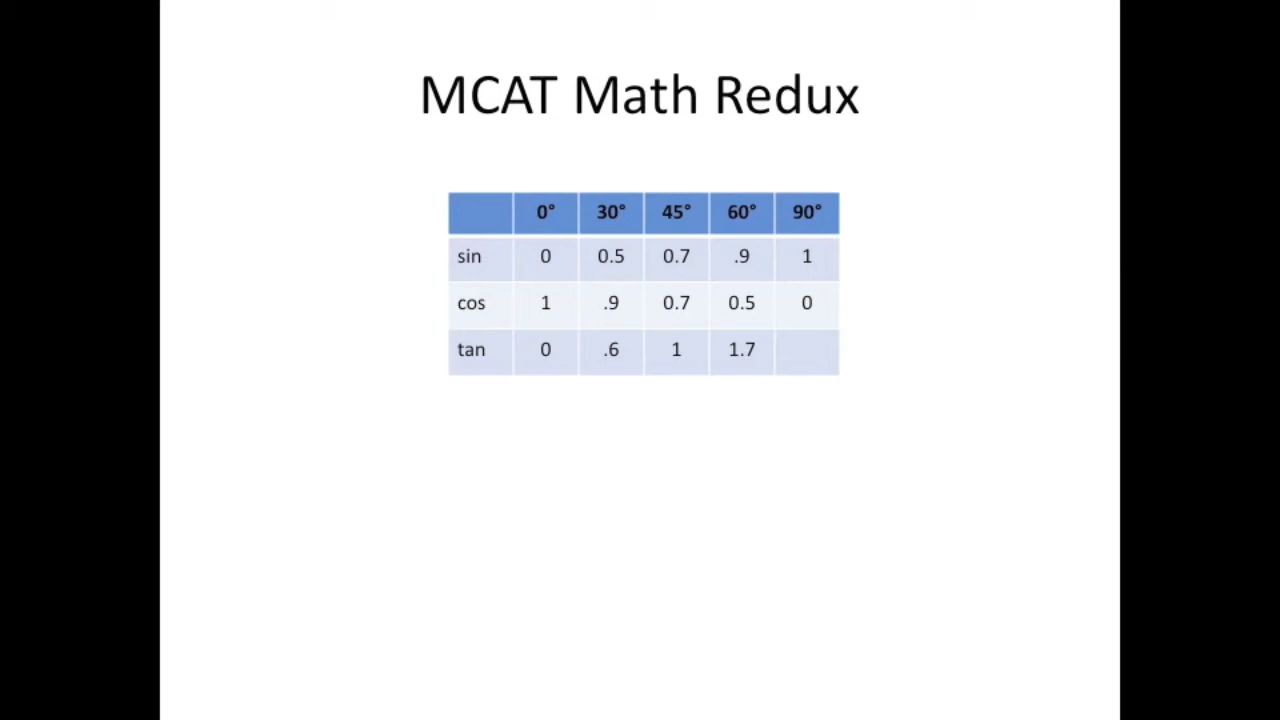 MCAT Math Redux
0° 30° 45° 60° 90°
sin 0 0.5 0.7 .9 1
cos 1 .9 0.7 0.5 0
tan 0 .6 1 1.7